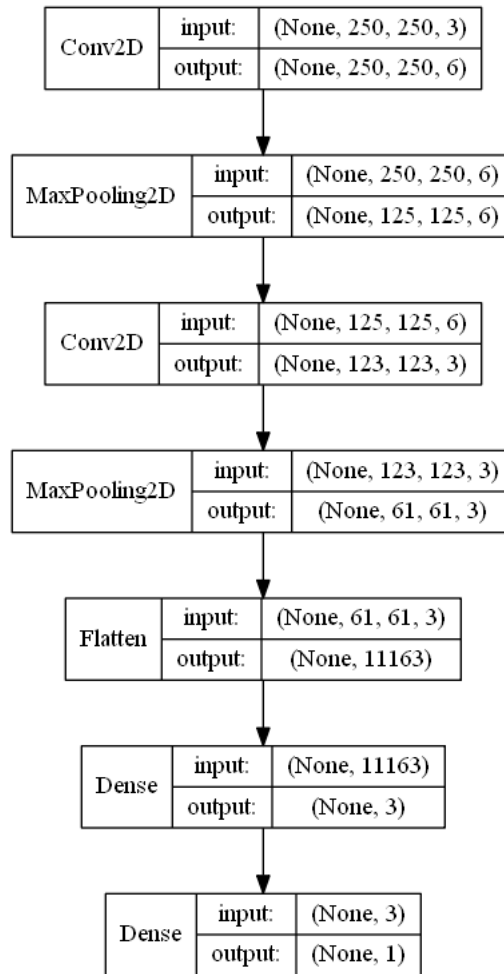 Conv2D input: (None, 250, 250, 3)
output: (None, 250, 250, 6)
MaxPooling2D input: (None, 250, 250, 6)
output: (None, 125, 125, 6)
Conv2D input: (None, 125, 125, 6)
output: (None, 123, 123, 3)
MaxPooling2D input: (None, 123, 123, 3)
output: (None, 61, 61, 3)
Flatten input: (None, 61, 61, 3)
output: (None, 11163)
Dense input: (None, 11163)
output: (None, 3)
Dense input: (None, 3)
output: (None, 1)